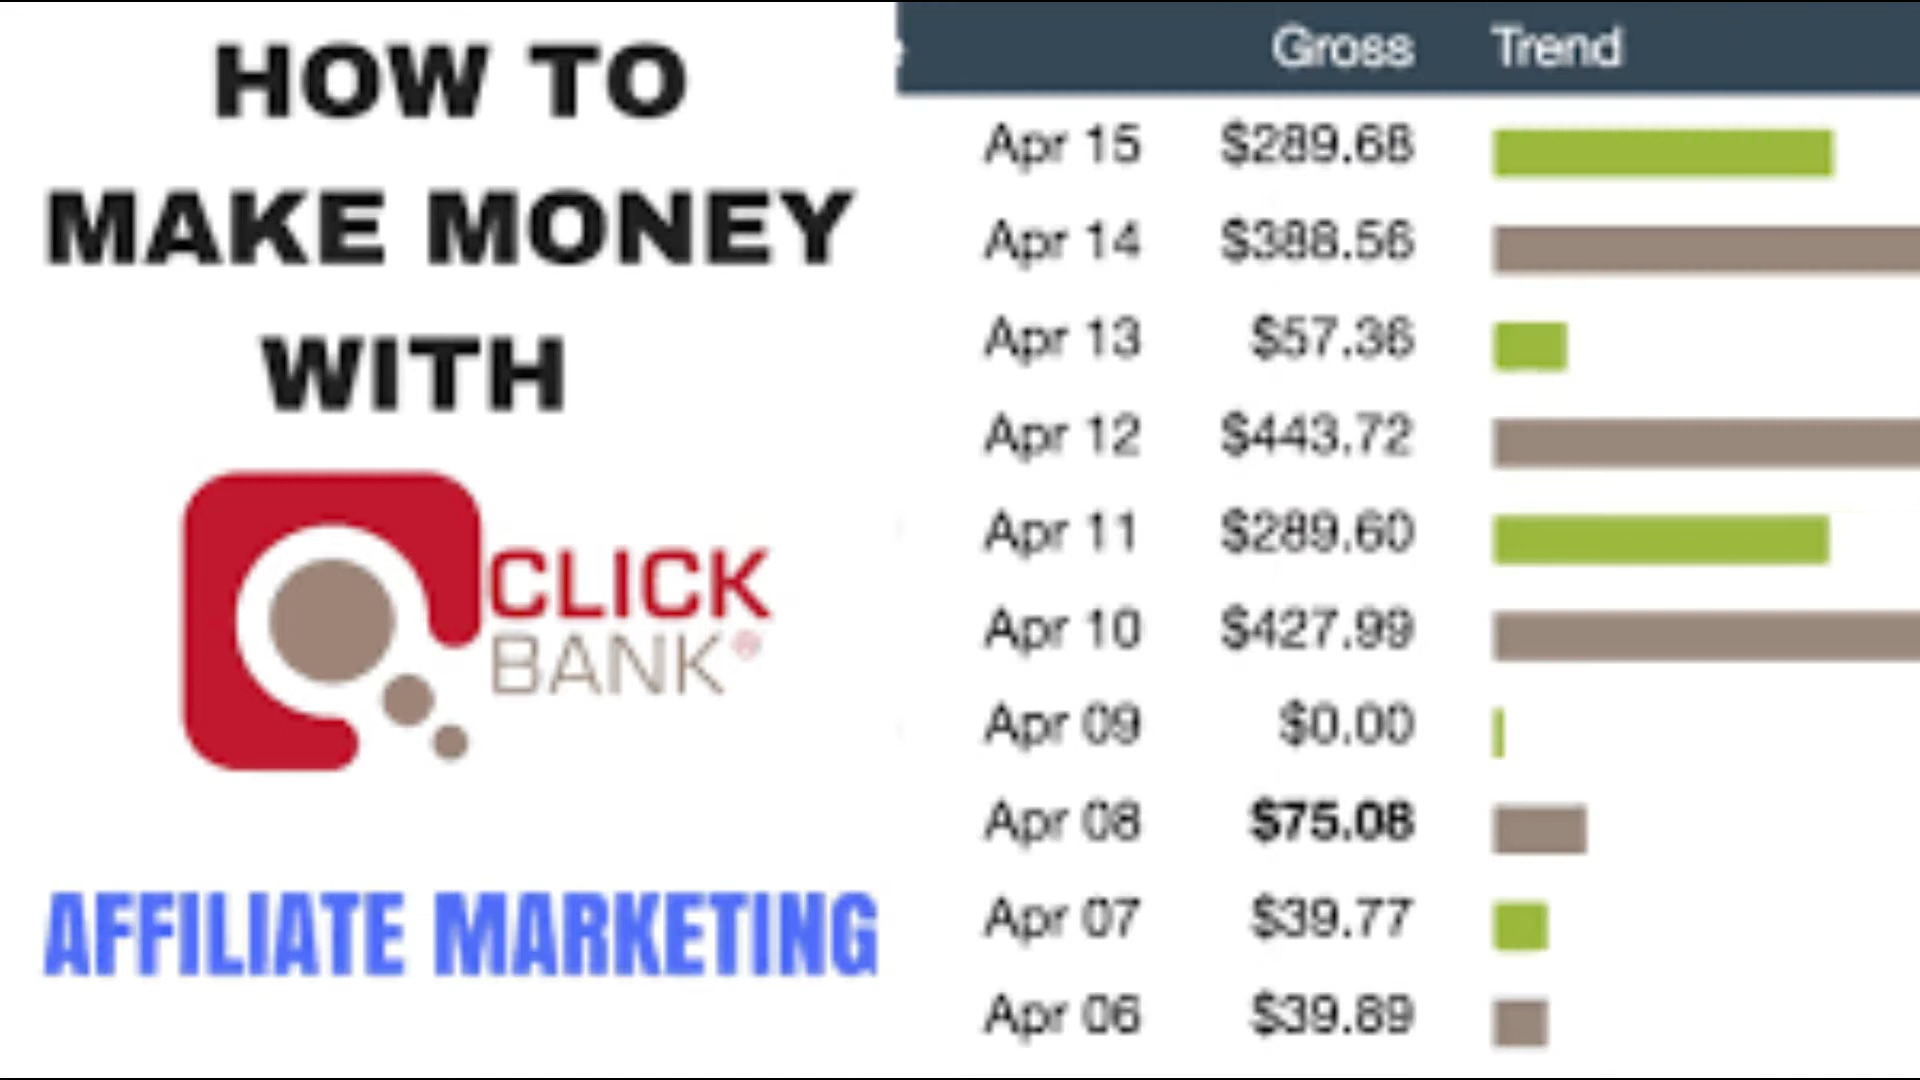 HOW TO
MAKE MONEY
WITH
CLICK
BANK®
AFFILIATE MARKETING
Gross Trend
Apr 15 $289.68
Apr 14 $388.56
Apr 13 $57.36
Apr 12 $443.72
Apr 11 $289.60
Apr 10 $427.99
Apr 09 $0.00
Apr 08 $75.08
Apr 07 $39.77
Apr 06 $39.89